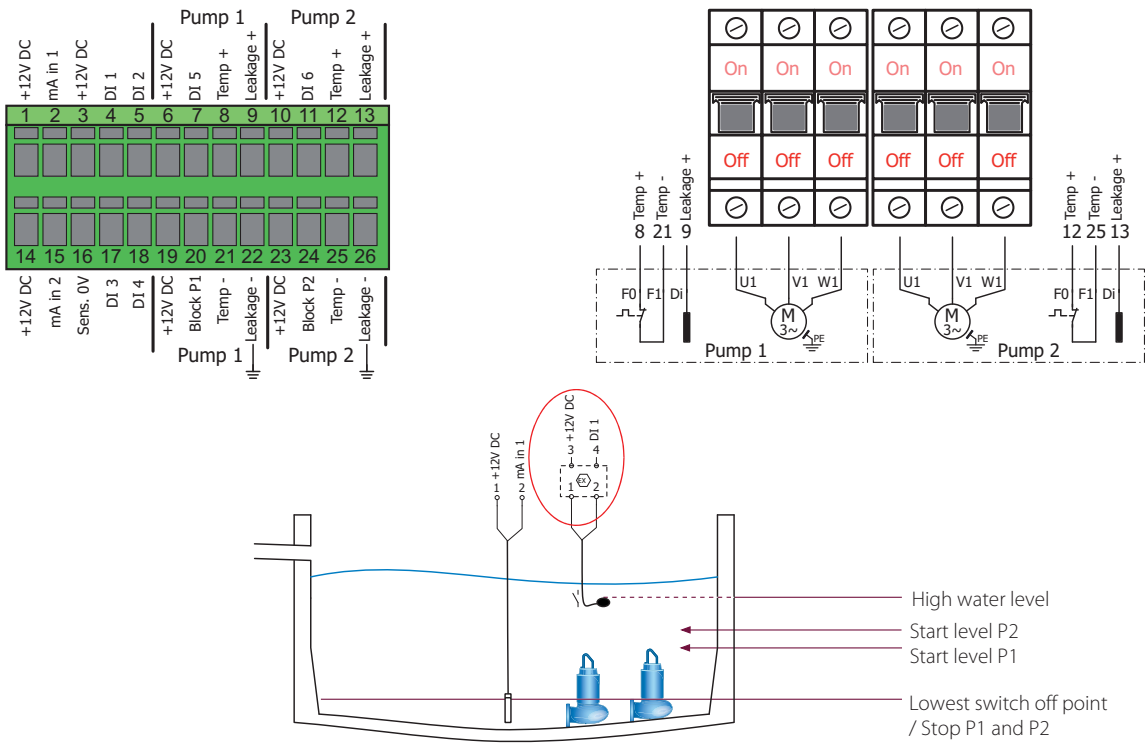 Pump 1
Pump 2
+12V DC
mA in 1
+12V DC
DI 1
DI 2
+12V DC
DI 5
Temp +
Leakage +
+12V DC
DI 6
Temp +
Leakage +
1 2 3 4 5 6 7 8 9 10 11 12 13
14 15 16 17 18 19 20 21 22 23 24 25 26
+12V DC
mA in 2
Sens. 0V
DI 3
DI 4
+12V DC
Block P1
Temp -
Leakage -
+12V DC
Block P2
Temp -
Leakage -
Pump 1
Pump 2
On On On On On On
Off Off Off Off Off Off
8 Temp +
21 Temp -
9 Leakage +
12 Temp +
25 Temp -
13 Leakage +
F0 F1 Di
U1 V1 W1
M
3~
PE
Pump 1
U1 V1 W1
M
3~
PE
F0 F1 Di
Pump 2
1 +12V DC
2 mA in 1
3 +12V DC
4 DI 1
1 EX 2
High water level
Start level P2
Start level P1
Lowest switch off point
/ Stop P1 and P2